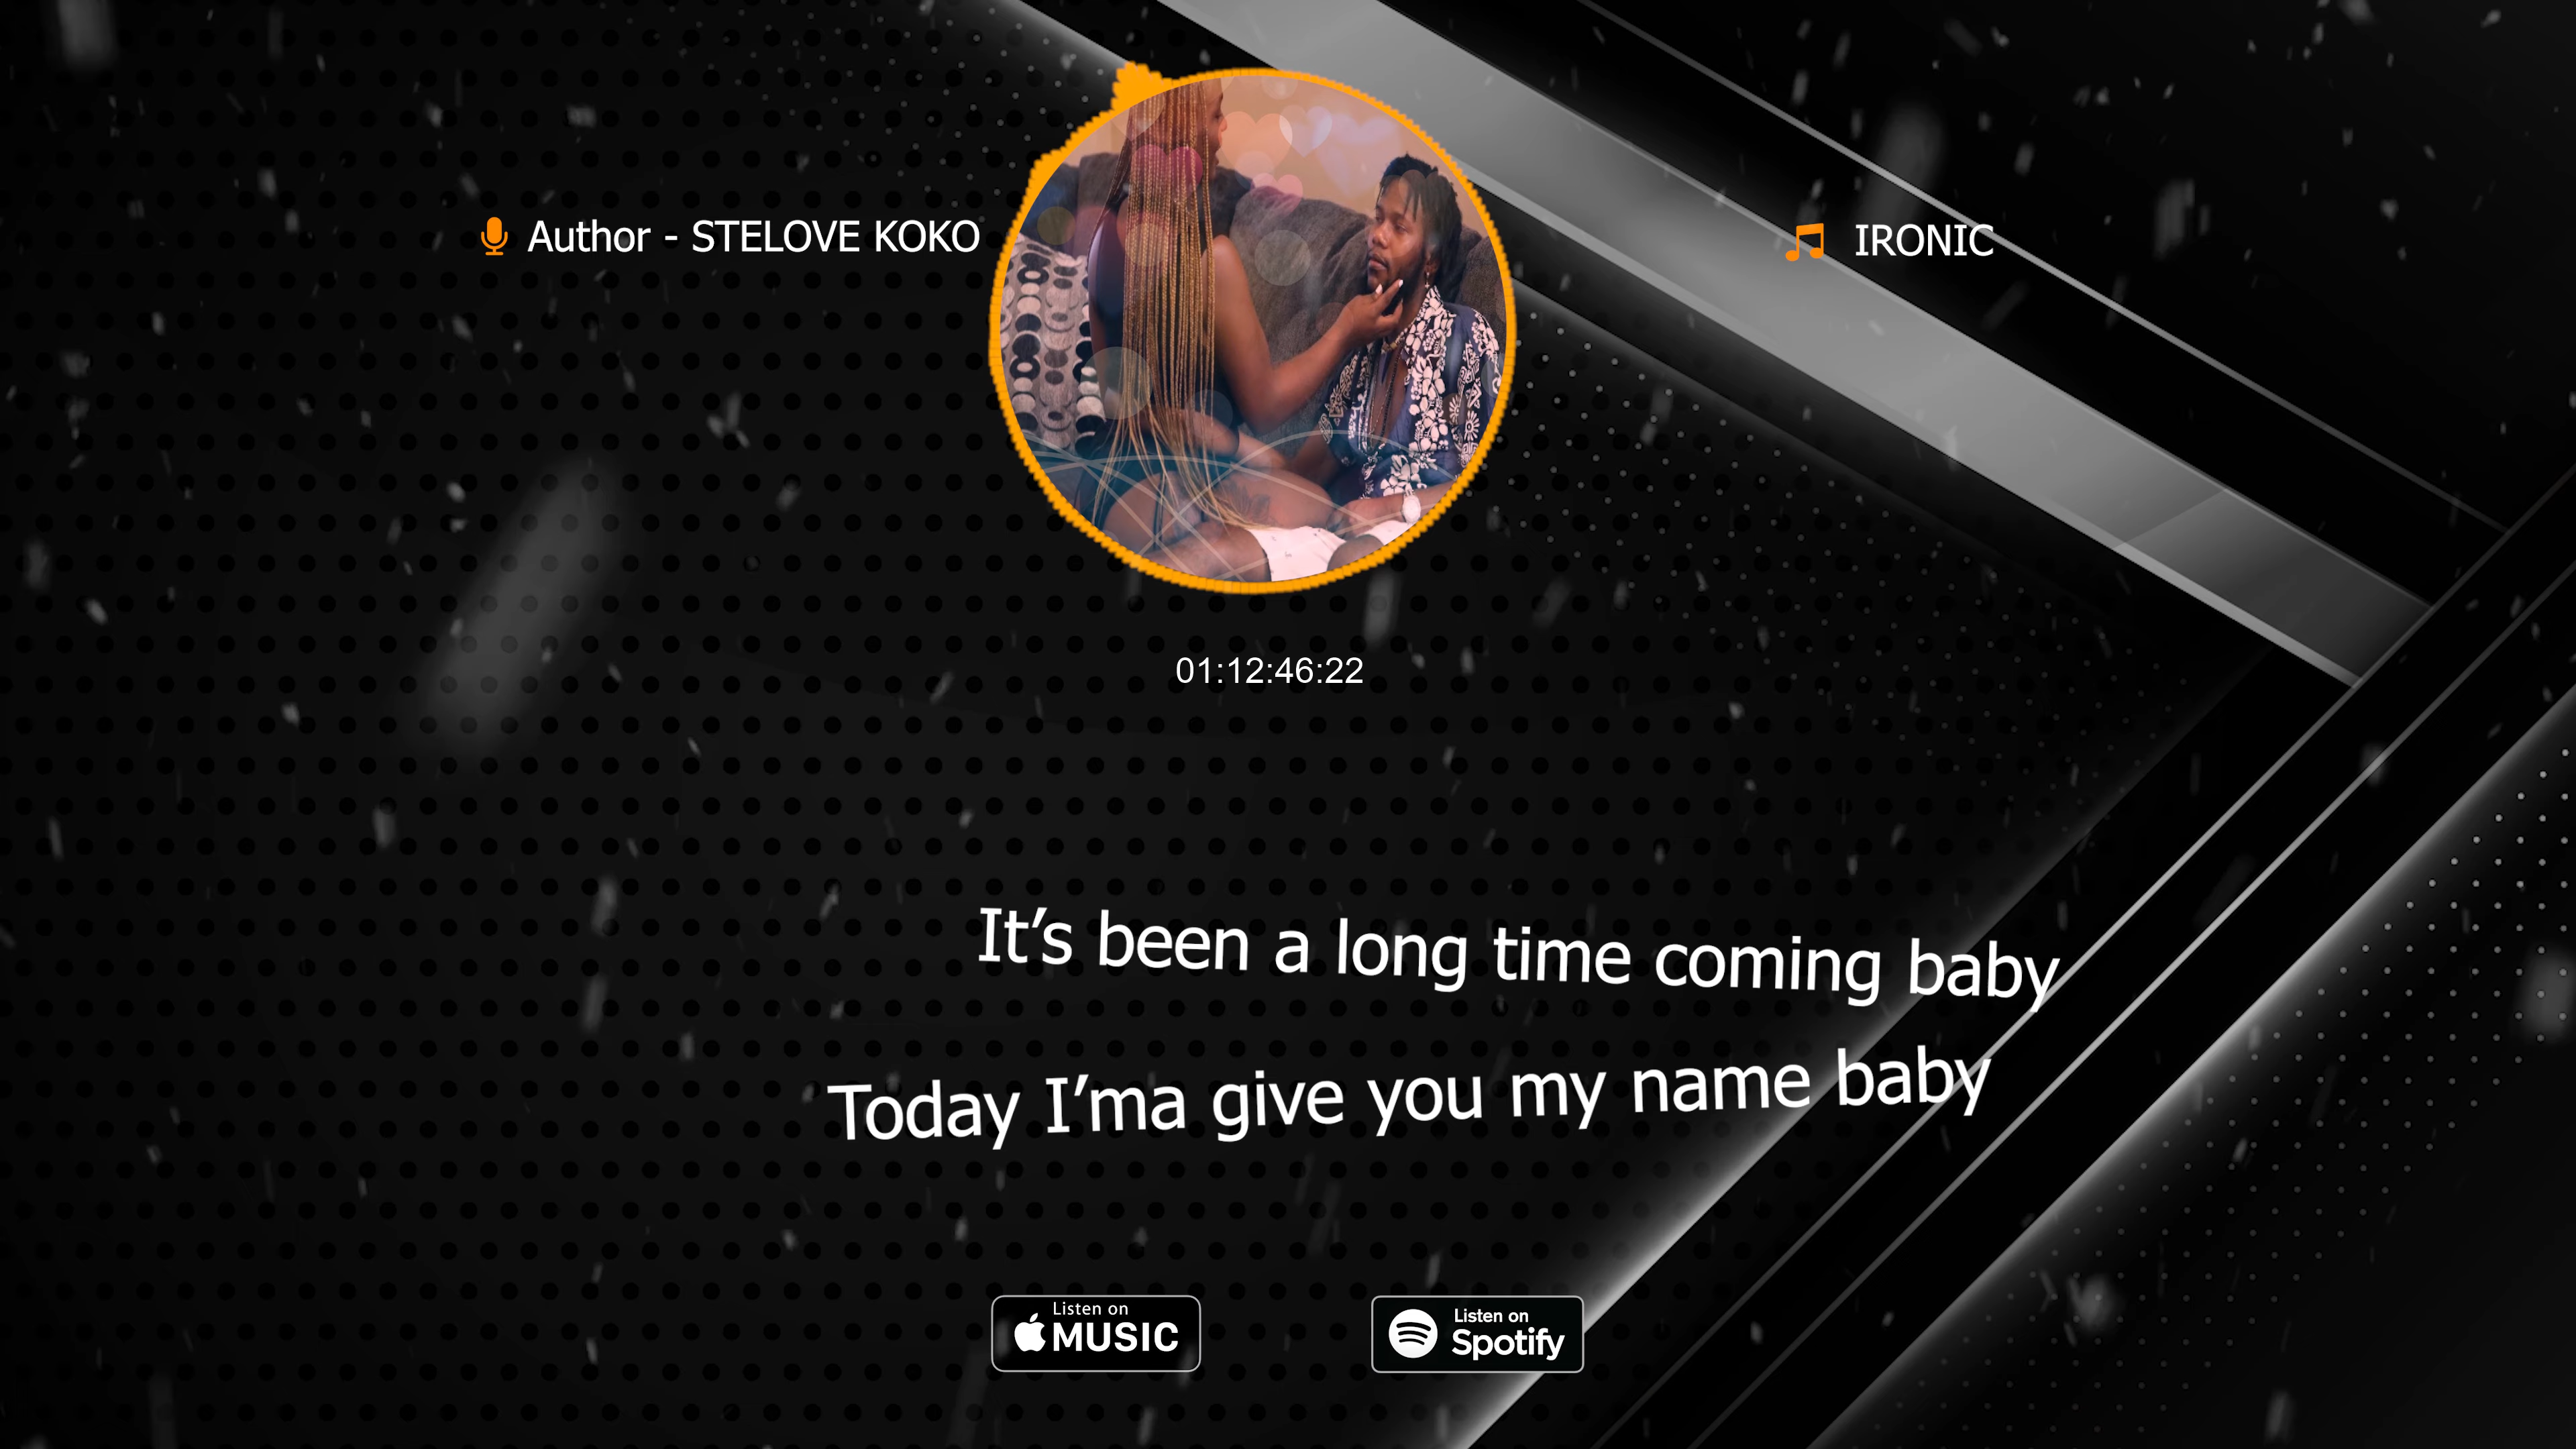 Author - STELOVE KOKO
IRONIC
01:12:46:22
It’s been a long time coming baby
Today I’ma give you my name baby
Listen on
MUSIC
Listen on
Spotify